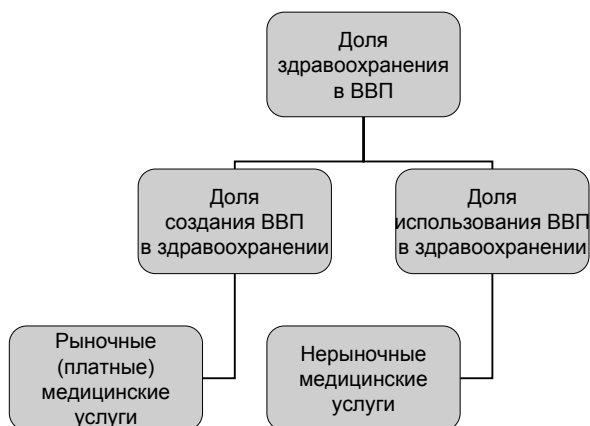 Доля
здравоохранения
в ВВП
Доля
создания ВВП
в здравоохранении
Доля
использования ВВП
в здравоохранении
Рыночные
(платные)
медицинские
услуги
Нерыночные
медицинские
услуги